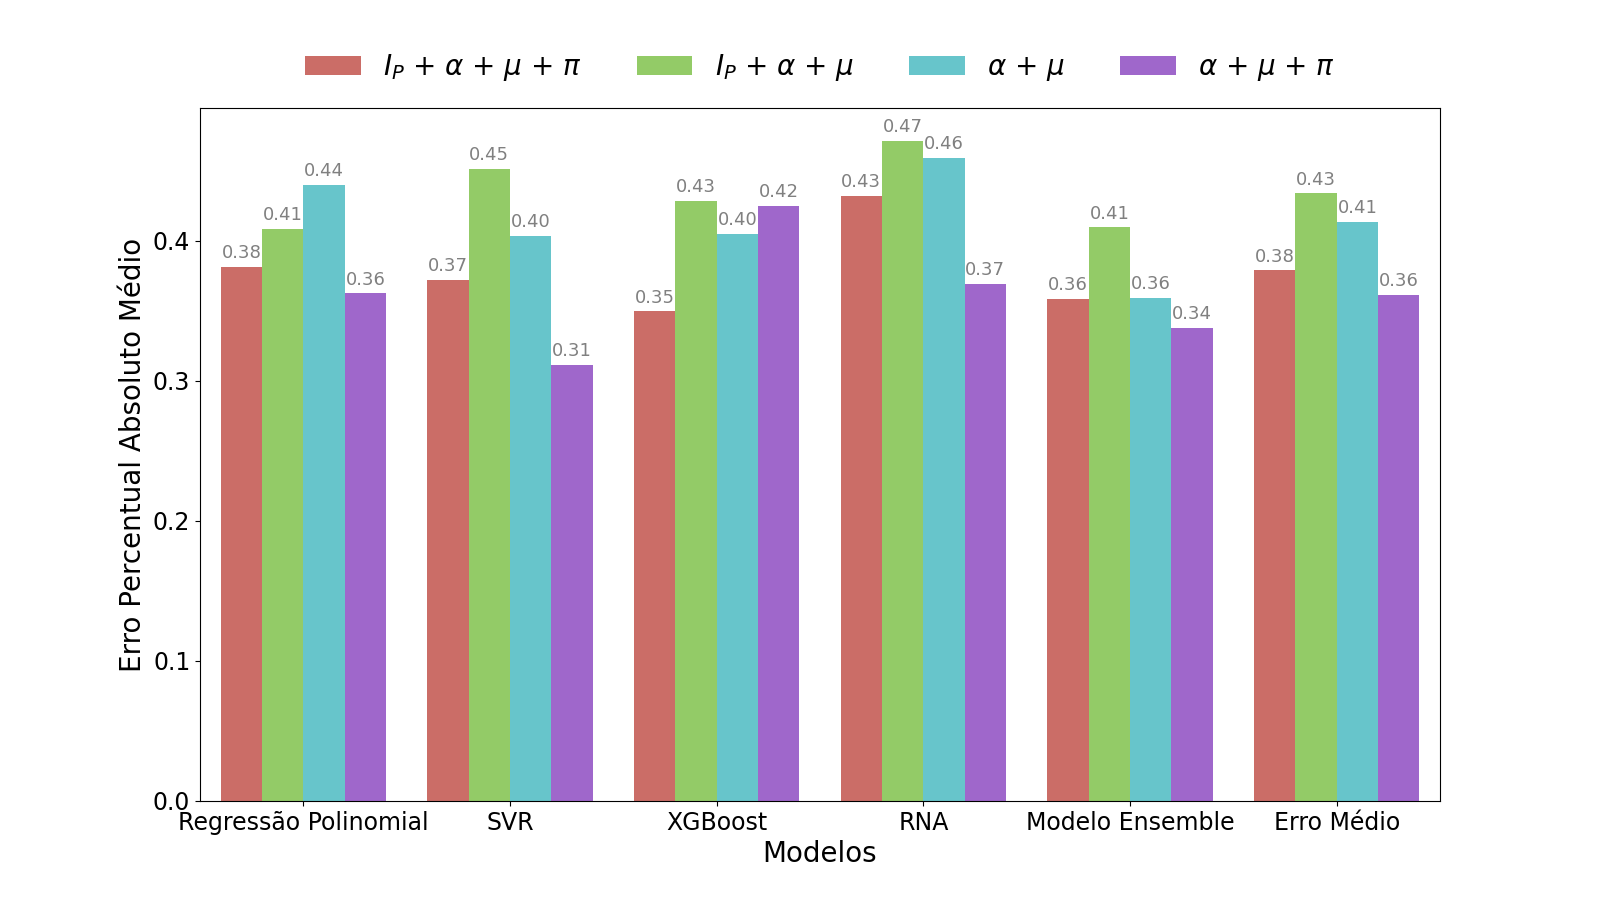 I_P + α + μ + π   I_P + α + μ   α + μ   α + μ + π
Erro Percentual Absoluto Médio
0.4
0.3
0.2
0.1
0.0
0.38 0.41 0.44 0.36
0.37 0.45 0.40 0.31
0.35 0.43 0.40 0.42
0.43 0.47 0.46 0.37
0.36 0.41 0.36 0.34
0.38 0.43 0.41 0.36
Regressão Polinomial SVR XGBoost RNA Modelo Ensemble Erro Médio
Modelos